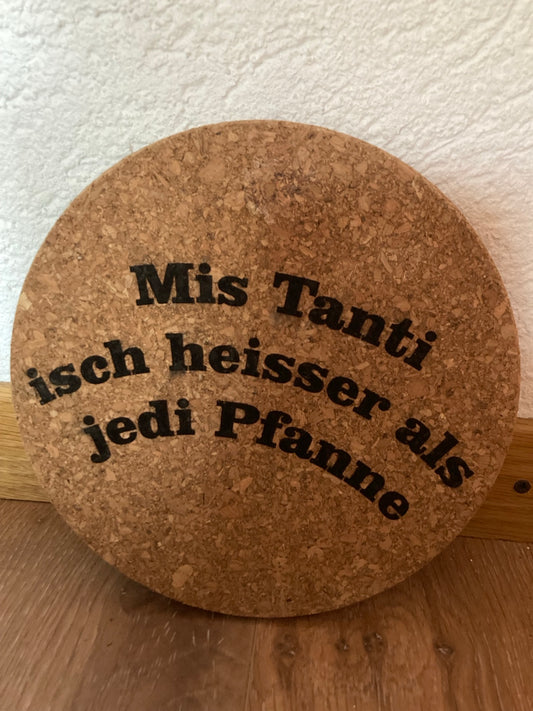 Mis Tanti
isch heisser als
jedi Pfanne